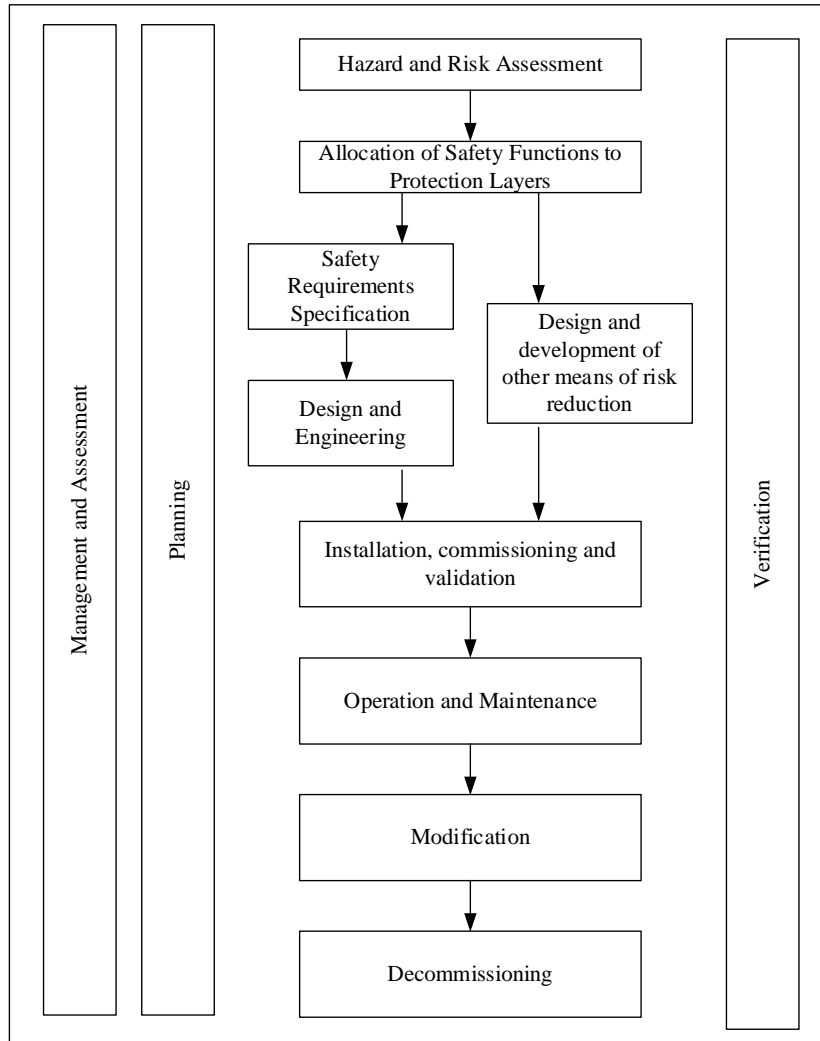 Management and Assessment
Planning
Hazard and Risk Assessment
Allocation of Safety Functions to
Protection Layers
Safety
Requirements
Specification
Design and
Engineering
Design and
development of
other means of risk
reduction
Installation, commissioning and
validation
Operation and Maintenance
Modification
Decommissioning
Verification